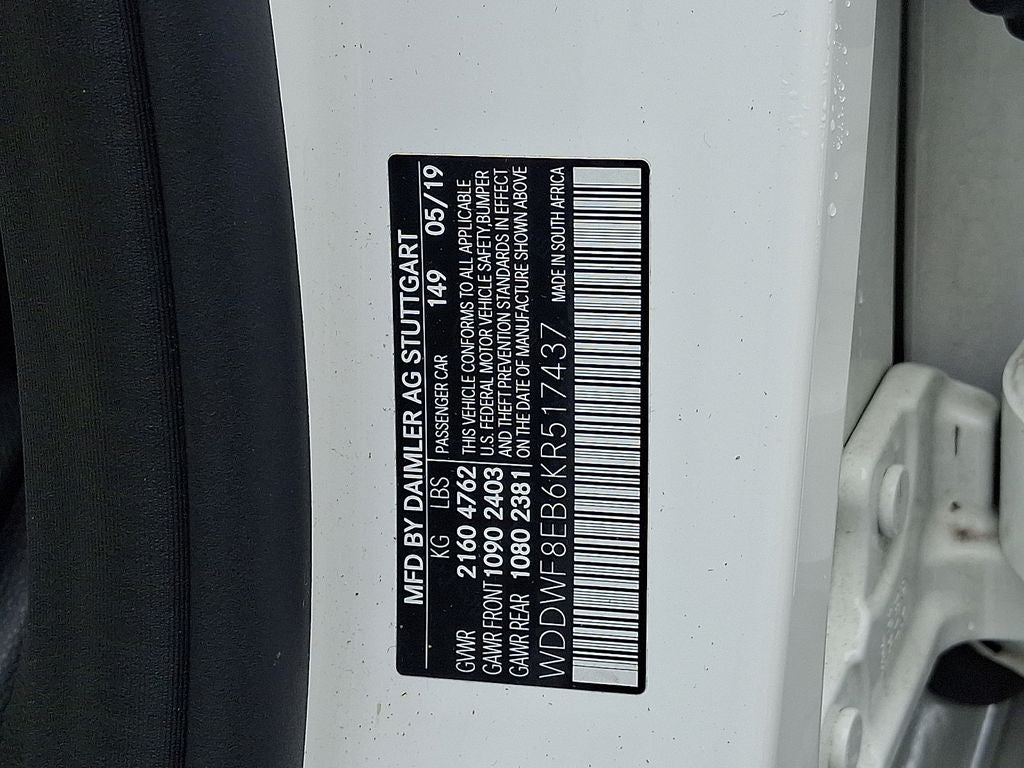 MFD BY DAIMLER AG STUTTGART
KG LBS PASSENGER CAR 149 05/19
GVWR 2160 4762
GAWR FRONT 1090 2403
GAWR REAR 1080 2381
THIS VEHICLE CONFORMS TO ALL APPLICABLE
U.S. FEDERAL MOTOR VEHICLE SAFETY,BUMPER
AND THEFT PREVENTION STANDARDS IN EFFECT
ON THE DATE OF MANUFACTURE SHOWN ABOVE
WDDWF8EB6KR517437 MADE IN SOUTH AFRICA